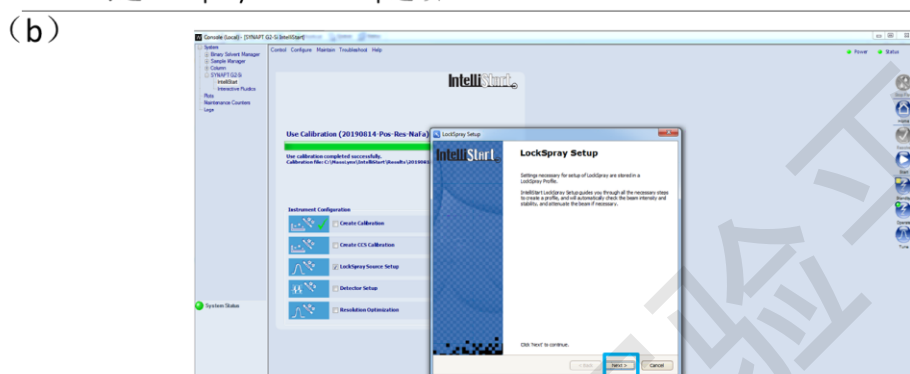 (b)
Console (Local) - [SYNAPT G2-Si IntelliStart]
System
Binary Solvent Manager
Sample Manager
Column
SYNAPT G2-Si
IntelliStart
Interactive Fluidics
Maintenance Counters
Logs
Control Configure Maintain Troubleshoot Help
Power Status
IntelliStart
Use Calibration (20190814-Pos-Res-NaFa)
Use calibration completed successfully.
Instrument Configuration
Create Calibration
Create CCS Calibration
LockSpray Source Setup
Detector Setup
Resolution Optimization
System Status
LockSpray Setup
IntelliStart
LockSpray Setup
Settings necessary for setup of LockSpray are stored in a
LockSpray Profile.
IntelliStart LockSpray Setup guides you through all the necessary steps
to create a profile, and will automatically check the beam intensity and
stability, and attenuate the beam if necessary.
Click 'Next' to continue.
Next > Cancel
Tune